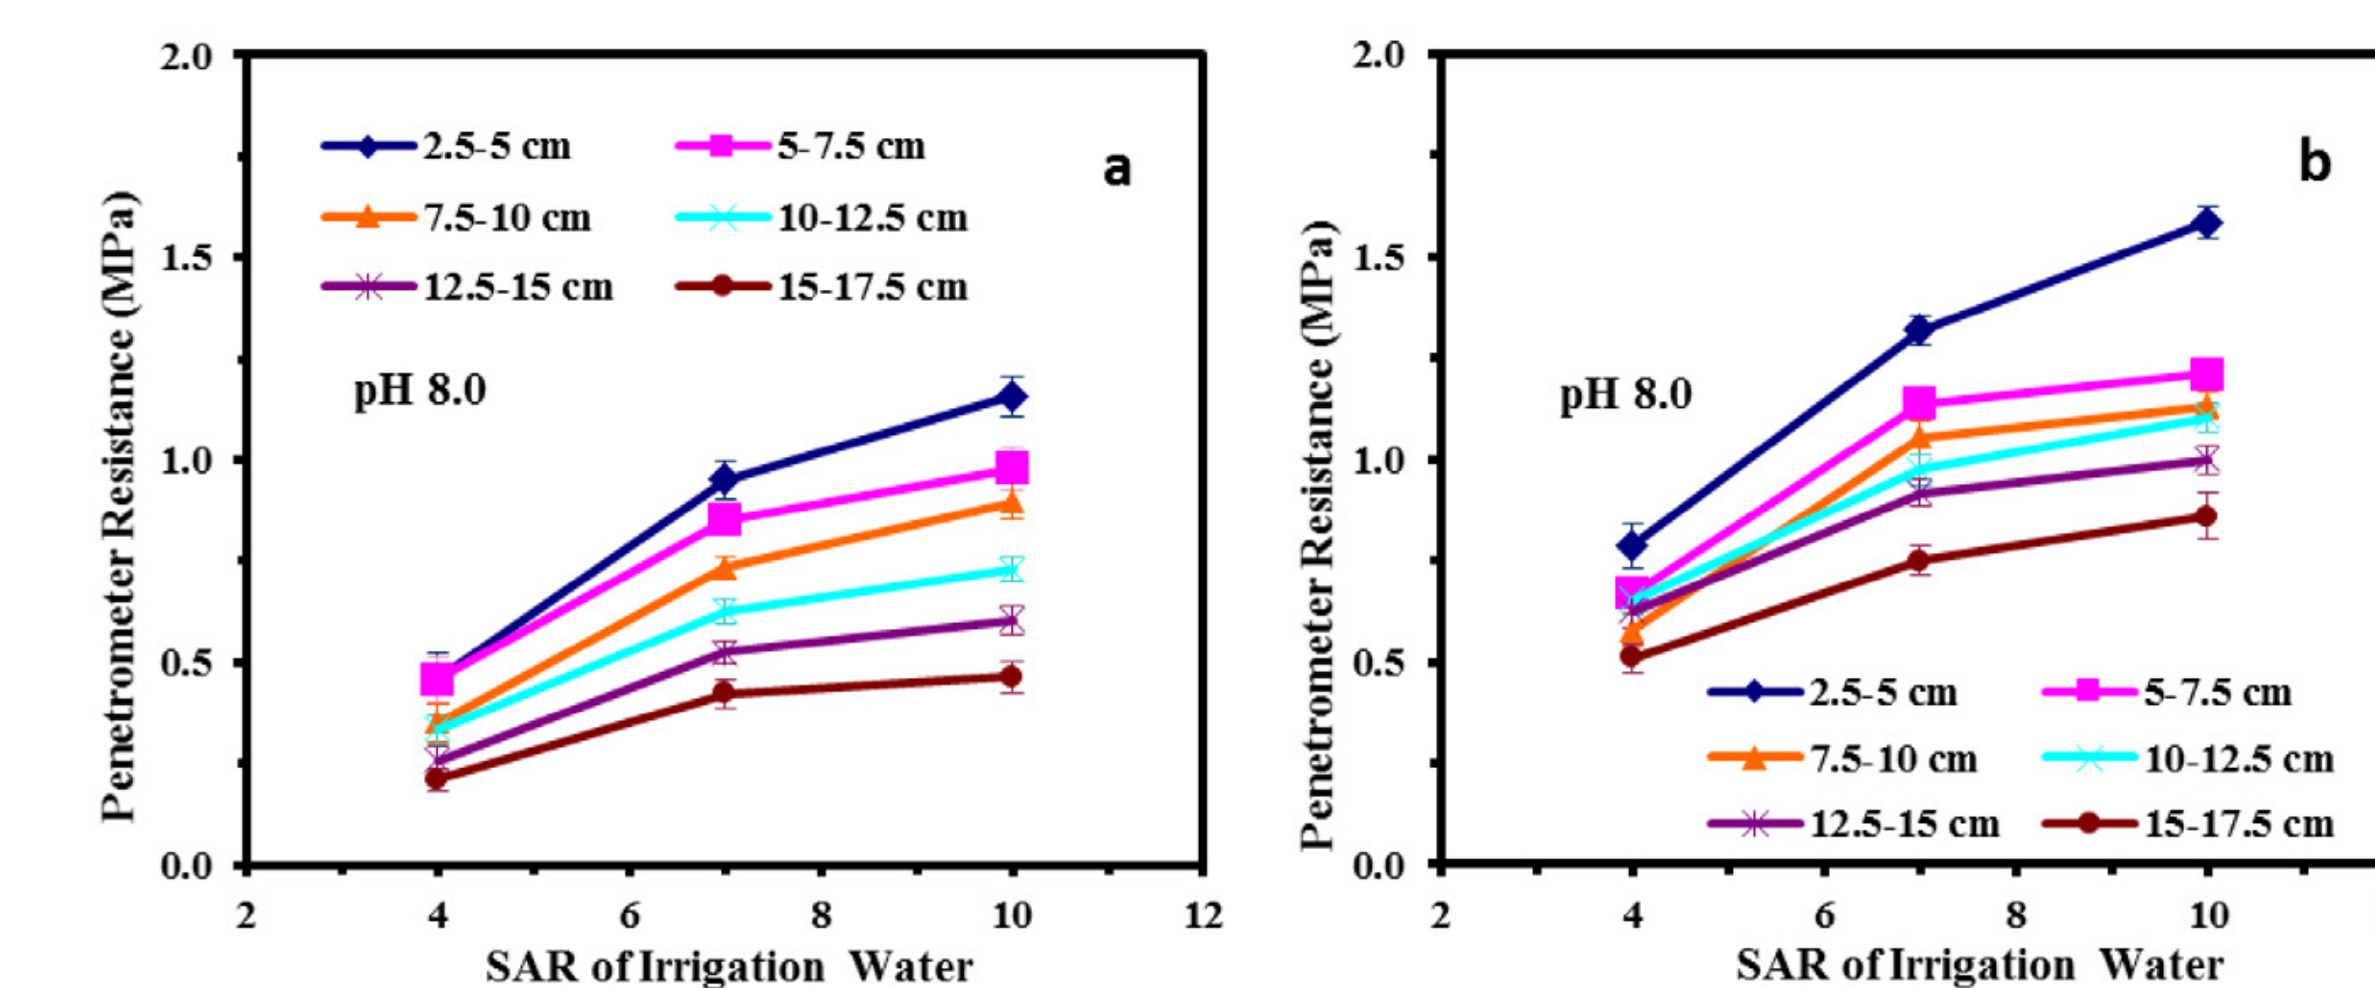 2.0
2.5-5 cm 5-7.5 cm
a
7.5-10 cm 10-12.5 cm
1.5
12.5-15 cm 15-17.5 cm
pH 8.0
1.0
0.5
0.0
2 4 6 8 10 12
SAR of Irrigation Water
Penetrometer Resistance (MPa)
2.0
b
1.5
pH 8.0
1.0
0.5
2.5-5 cm 5-7.5 cm
7.5-10 cm 10-12.5 cm
12.5-15 cm 15-17.5 cm
0.0
2 4 6 8 10
SAR of Irrigation Water
Penetrometer Resistance (MPa)